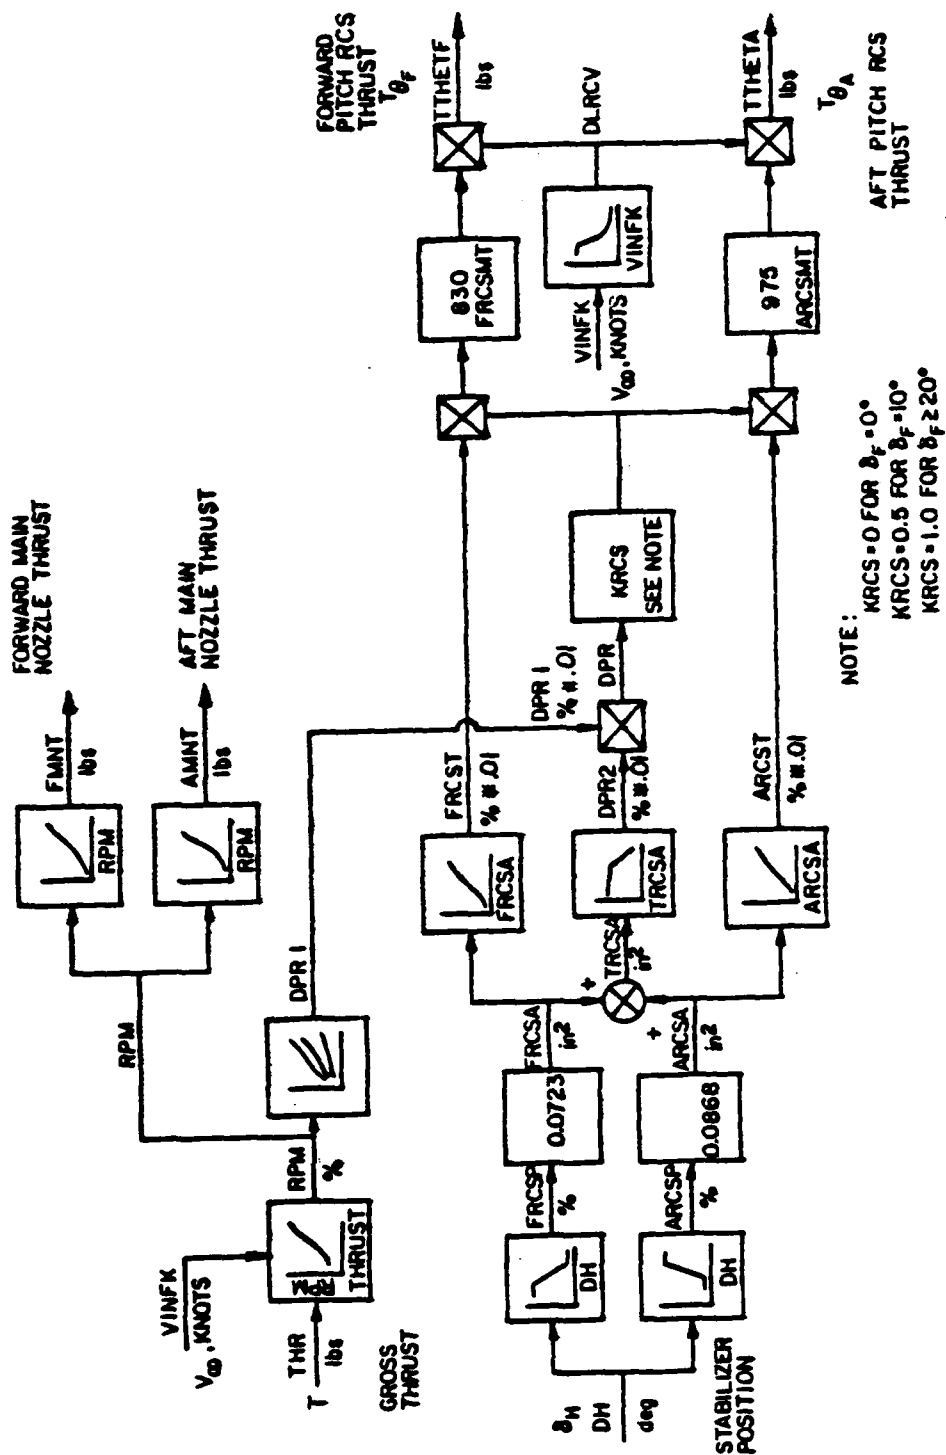 FORWARD MAIN
NOZZLE THRUST
FMNT
lbs
RPM
AFT MAIN
NOZZLE THRUST
AMNT
lbs
RPM
RPM
VINFK
V∞, KNOTS
T THR
lbs
GROSS
THRUST
THRUST
RPM
%
DPR 1
DPR 1
% *.01
FORWARD
PITCH RCS
THRUST
TθF
TTHETF
lbs
830
FRCSMT
FRCST
% *.01
FRCSA
FRCSA
in²
0.0723
FRCSP
%
DH
δH
DH
deg
STABILIZER
POSITION
DH
ARCSP
%
0.0868
ARCSA
in²
+
+
TRCSA
in²
TRCSA
DPR2
% *.01
DPR
KRCS
SEE NOTE
VINFK
V∞, KNOTS
VINFK
DLRCV
ARCSA
ARCST
% *.01
975
ARCSMT
TTHETA
lbs
TθA
AFT PITCH RCS
THRUST
NOTE:
KRCS=0 FOR δF=0°
KRCS=0.5 FOR δF=10°
KRCS=1.0 FOR δF≥20°